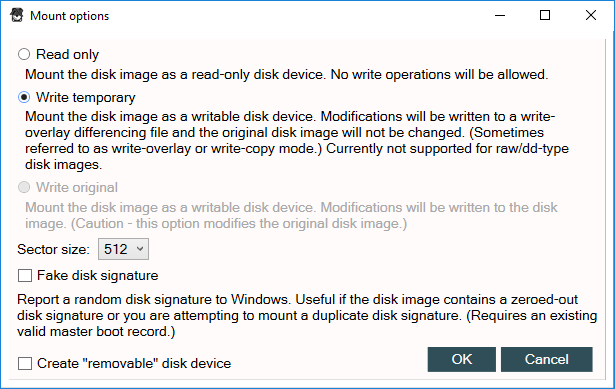 Mount options
Read only
Mount the disk image as a read-only disk device. No write operations will be allowed.
Write temporary
Mount the disk image as a writable disk device. Modifications will be written to a write-
overlay differencing file and the original disk image will not be changed. (Sometimes
referred to as write-overlay or write-copy mode.) Currently not supported for raw/dd-type
disk images.
Write original
Mount the disk image as a writable disk device. Modifications will be written to the disk
image. (Caution - this option modifies the original disk image.)
Sector size: 512
Fake disk signature
Report a random disk signature to Windows. Useful if the disk image contains a zeroed-out
disk signature or you are attempting to mount a duplicate disk signature. (Requires an existing
valid master boot record.)
Create "removable" disk device
OK Cancel